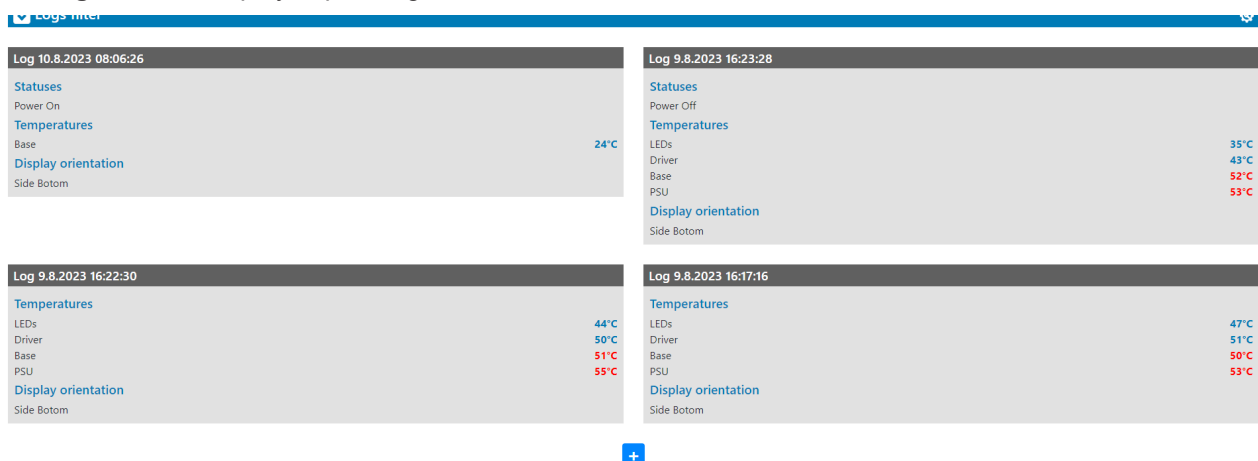 Logs filter
Log 10.8.2023 08:06:26
Statuses
Power On
Temperatures
Base 24°C
Display orientation
Side Botom
Log 9.8.2023 16:23:28
Statuses
Power Off
Temperatures
LEDs 35°C
Driver 43°C
Base 52°C
PSU 53°C
Display orientation
Side Botom
Log 9.8.2023 16:22:30
Temperatures
LEDs 44°C
Driver 50°C
Base 51°C
PSU 55°C
Display orientation
Side Botom
Log 9.8.2023 16:17:16
Temperatures
LEDs 47°C
Driver 51°C
Base 50°C
PSU 53°C
Display orientation
Side Botom
+